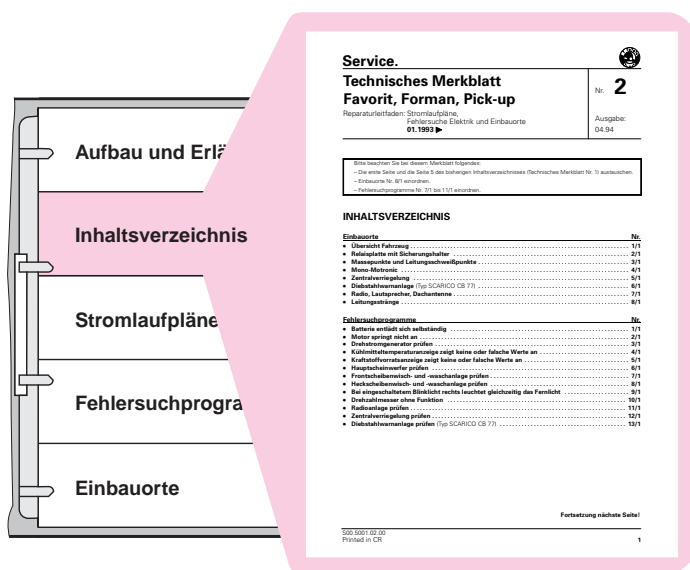 Aufbau und Erlä
Inhaltsverzeichnis
Stromlaufpläne
Fehlersuchprogra
Einbauorte
Service.
Technisches Merkblatt
Favorit, Forman, Pick-up
Reparaturleitfaden: Stromlaufpläne,
Fehlersuche Elektrik und Einbauorte
01.1993 ▶
Nr. 2
Ausgabe:
04.94
Bitte beachten Sie bei diesem Merkblatt folgendes:
– Die erste Seite und die Seite 5 des bisherigen Inhaltsverzeichnisses (Technisches Merkblatt Nr. 1) austauschen.
– Einbauorte Nr. 8/1 einordnen.
– Fehlersuchprogramme Nr. 7/1 bis 11/1 einordnen.
INHALTSVERZEICHNIS
Einbauorte Nr.
● Übersicht Fahrzeug ........ 1/1
● Relaisplatte mit Sicherungshalter ........ 2/1
● Massepunkte und Leitungsschweißpunkte ........ 3/1
● Mono-Motronic ........ 4/1
● Zentralverriegelung ........ 5/1
● Diebstahlwarnanlage (Typ SCARICO CB 77) ........ 6/1
● Radio, Lautsprecher, Dachantenne ........ 7/1
● Leitungsstränge ........ 8/1
Fehlersuchprogramme Nr.
● Batterie entlädt sich selbständig ........ 1/1
● Motor springt nicht an ........ 2/1
● Drehstromgenerator prüfen ........ 3/1
● Kühlmitteltemperaturanzeige zeigt keine oder falsche Werte an ........ 4/1
● Kraftstoffvorratsanzeige zeigt keine oder falsche Werte an ........ 5/1
● Hauptscheinwerfer prüfen ........ 6/1
● Frontscheibenwisch- und -waschanlage prüfen ........ 7/1
● Heckscheibenwisch- und -waschanlage prüfen ........ 8/1
● Bei eingeschaltetem Blinklicht rechts leuchtet gleichzeitig das Fernlicht ........ 9/1
● Drehzahlmesser ohne Funktion ........ 10/1
● Radioanlage prüfen ........ 11/1
● Zentralverriegelung prüfen ........ 12/1
● Diebstahlwarnanlage prüfen (Typ SCARICO CB 77) ........ 13/1
Fortsetzung nächste Seite!
S00.5001.02.00
Printed in CR
1